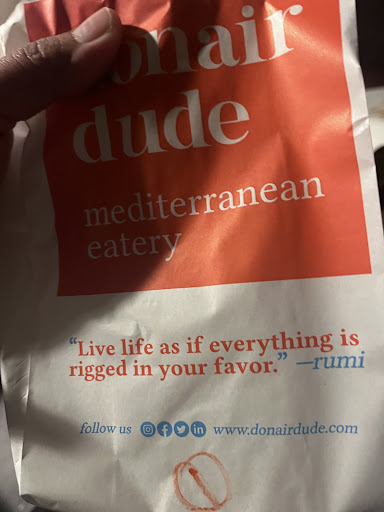 donair
dude
mediterranean
eatery
“Live life as if everything is
rigged in your favor.” —rumi
follow us www.donairdude.com